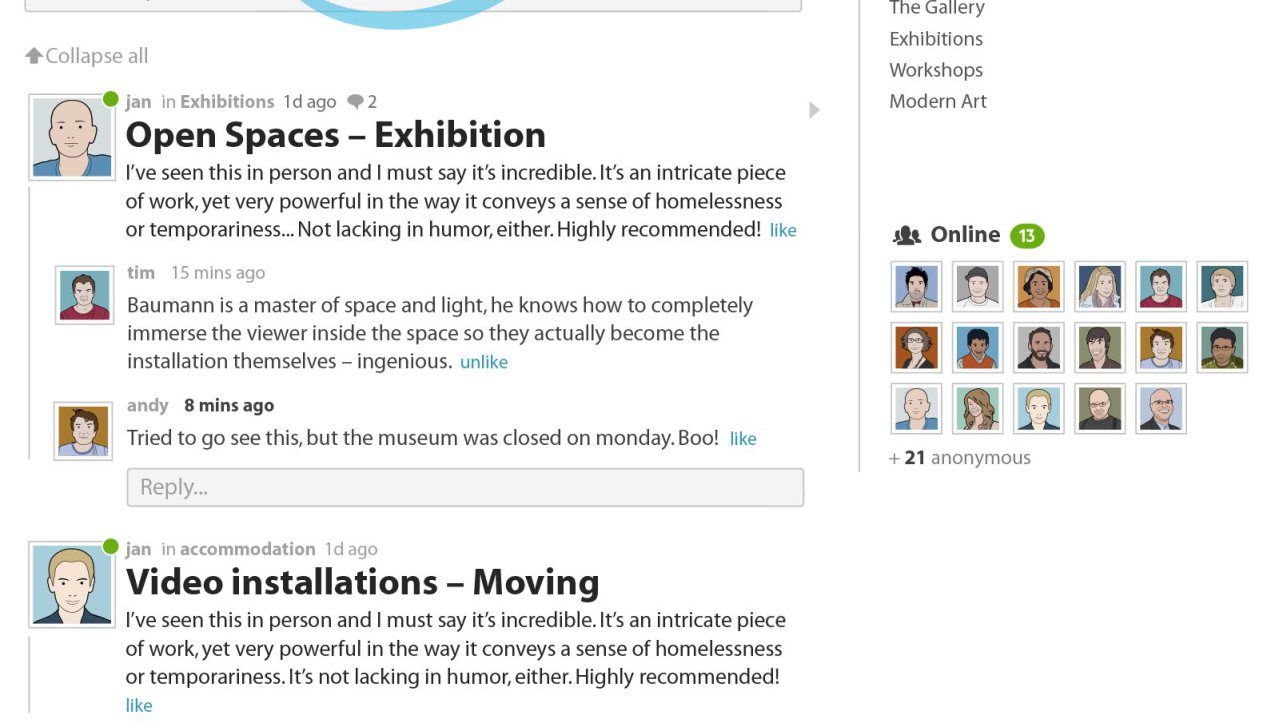 Collapse all
jan in Exhibitions 1d ago 2
Open Spaces – Exhibition
I’ve seen this in person and I must say it’s incredible. It’s an intricate piece
of work, yet very powerful in the way it conveys a sense of homelessness
or temporariness... Not lacking in humor, either. Highly recommended! like
tim 15 mins ago
Baumann is a master of space and light, he knows how to completely
immerse the viewer inside the space so they actually become the
installation themselves – ingenious. unlike
andy 8 mins ago
Tried to go see this, but the museum was closed on monday. Boo! like
Reply...
jan in accommodation 1d ago
Video installations – Moving
I’ve seen this in person and I must say it’s incredible. It’s an intricate piece
of work, yet very powerful in the way it conveys a sense of homelessness
or temporariness. It’s not lacking in humor, either. Highly recommended!
like
The Gallery
Exhibitions
Workshops
Modern Art
Online 13
+ 21 anonymous